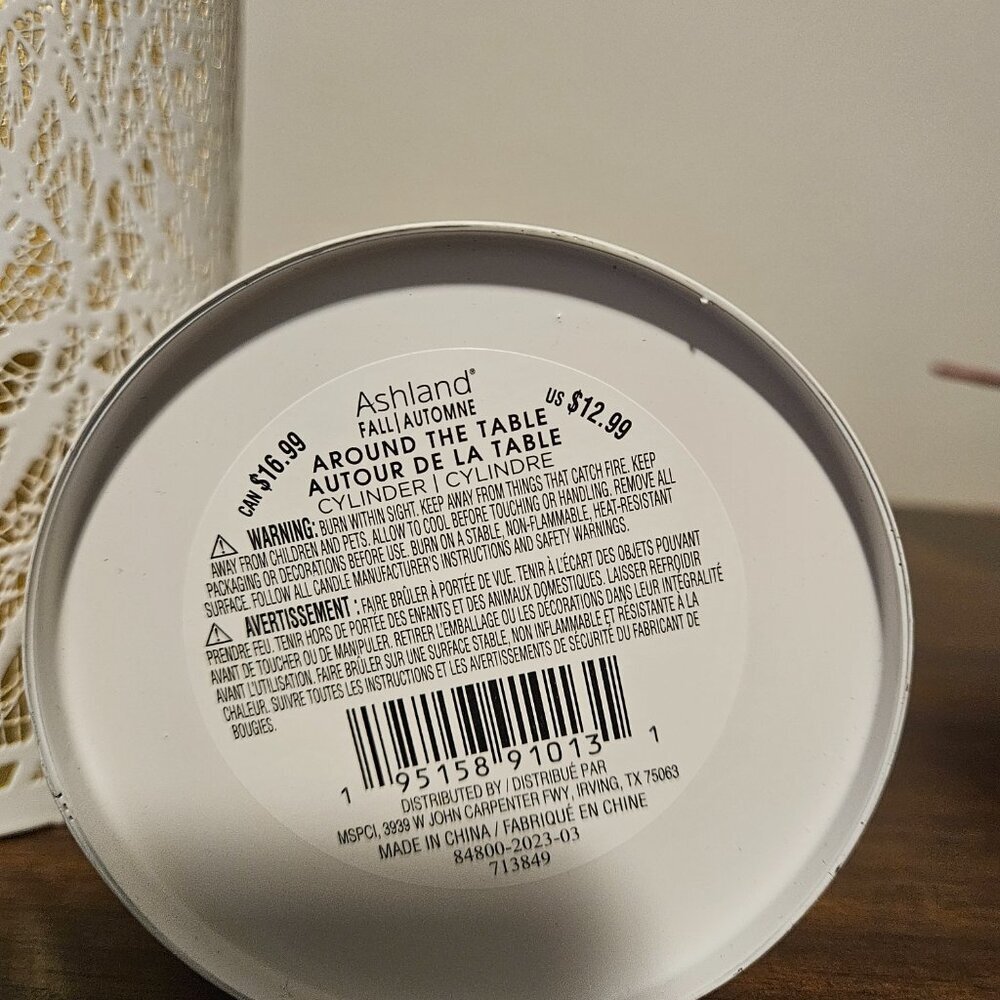 Ashland®
FALL|AUTOMNE
CAN $16.99
US $12.99
AROUND THE TABLE
AUTOUR DE LA TABLE
CYLINDER | CYLINDRE
WARNING: BURN WITHIN SIGHT. KEEP AWAY FROM THINGS THAT CATCH FIRE. KEEP
AWAY FROM CHILDREN AND PETS. ALLOW TO COOL BEFORE TOUCHING OR HANDLING. REMOVE ALL
PACKAGING OR DECORATIONS BEFORE USE. BURN ON A STABLE, NON-FLAMMABLE, HEAT-RESISTANT
SURFACE. FOLLOW ALL CANDLE MANUFACTURER'S INSTRUCTIONS AND SAFETY WARNINGS.
AVERTISSEMENT : FAIRE BRÛLER À PORTÉE DE VUE. TENIR À L'ÉCART DES OBJETS POUVANT
PRENDRE FEU. TENIR HORS DE PORTÉE DES ENFANTS ET DES ANIMAUX DOMESTIQUES. LAISSER REFROIDIR
AVANT DE TOUCHER OU DE MANIPULER. RETIRER L'EMBALLAGE OU LES DÉCORATIONS DANS LEUR INTÉGRALITÉ
AVANT L'UTILISATION. FAIRE BRÛLER SUR UNE SURFACE STABLE, NON INFLAMMABLE ET RÉSISTANTE À LA
CHALEUR. SUIVRE TOUTES LES INSTRUCTIONS ET LES AVERTISSEMENTS DE SÉCURITÉ DU FABRICANT DE
BOUGIES.
1 95158 91013 1
DISTRIBUTED BY / DISTRIBUÉ PAR
MSPCI, 3939 W JOHN CARPENTER FWY, IRVING, TX 75063
MADE IN CHINA / FABRIQUÉ EN CHINE
84800-2023-03
713849